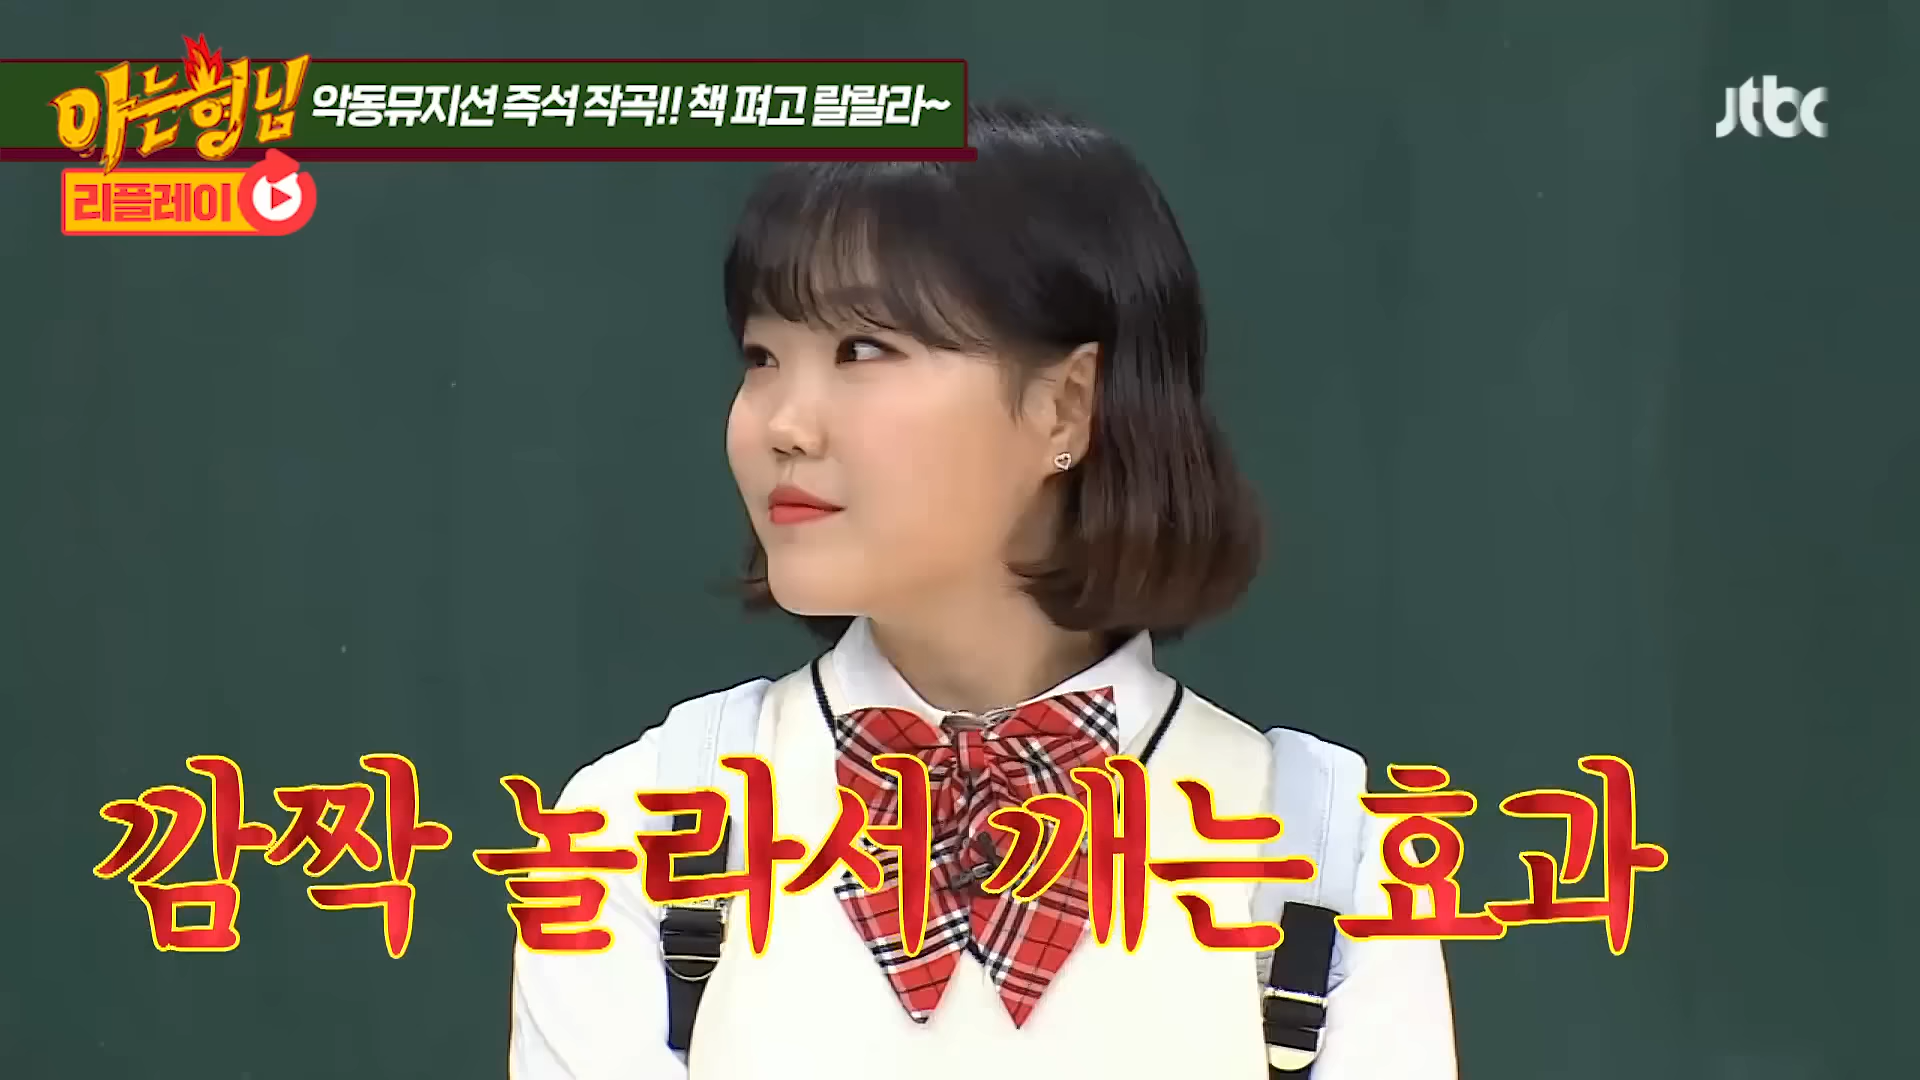 아는형님
악동뮤지션 즉석 작곡!! 책 펴고 랄랄라~
jtbc
리플레이
깜짝 놀라서 깨는 효과